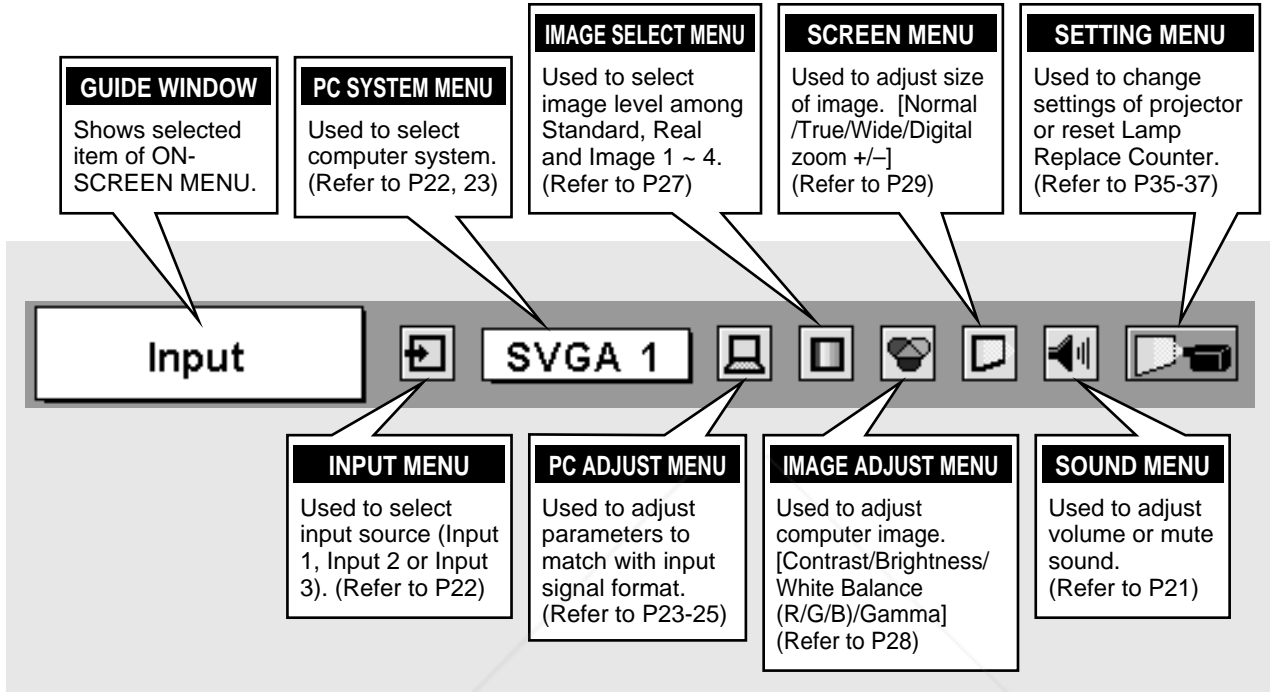 GUIDE WINDOW
Shows selected
item of ON-
SCREEN MENU.
PC SYSTEM MENU
Used to select
computer system.
(Refer to P22, 23)
IMAGE SELECT MENU
Used to select
image level among
Standard, Real
and Image 1 ~ 4.
(Refer to P27)
SCREEN MENU
Used to adjust size
of image.  [Normal
/True/Wide/Digital
zoom +/–]
(Refer to P29)
SETTING MENU
Used to change
settings of projector
or reset Lamp
Replace Counter.
(Refer to P35-37)
Input
SVGA 1
INPUT MENU
Used to select
input source (Input
1, Input 2 or Input
3). (Refer to P22)
PC ADJUST MENU
Used to adjust
parameters to
match with input
signal format.
(Refer to P23-25)
IMAGE ADJUST MENU
Used to adjust
computer image.
[Contrast/Brightness/
White Balance
(R/G/B)/Gamma]
(Refer to P28)
SOUND MENU
Used to adjust
volume or mute
sound.
(Refer to P21)